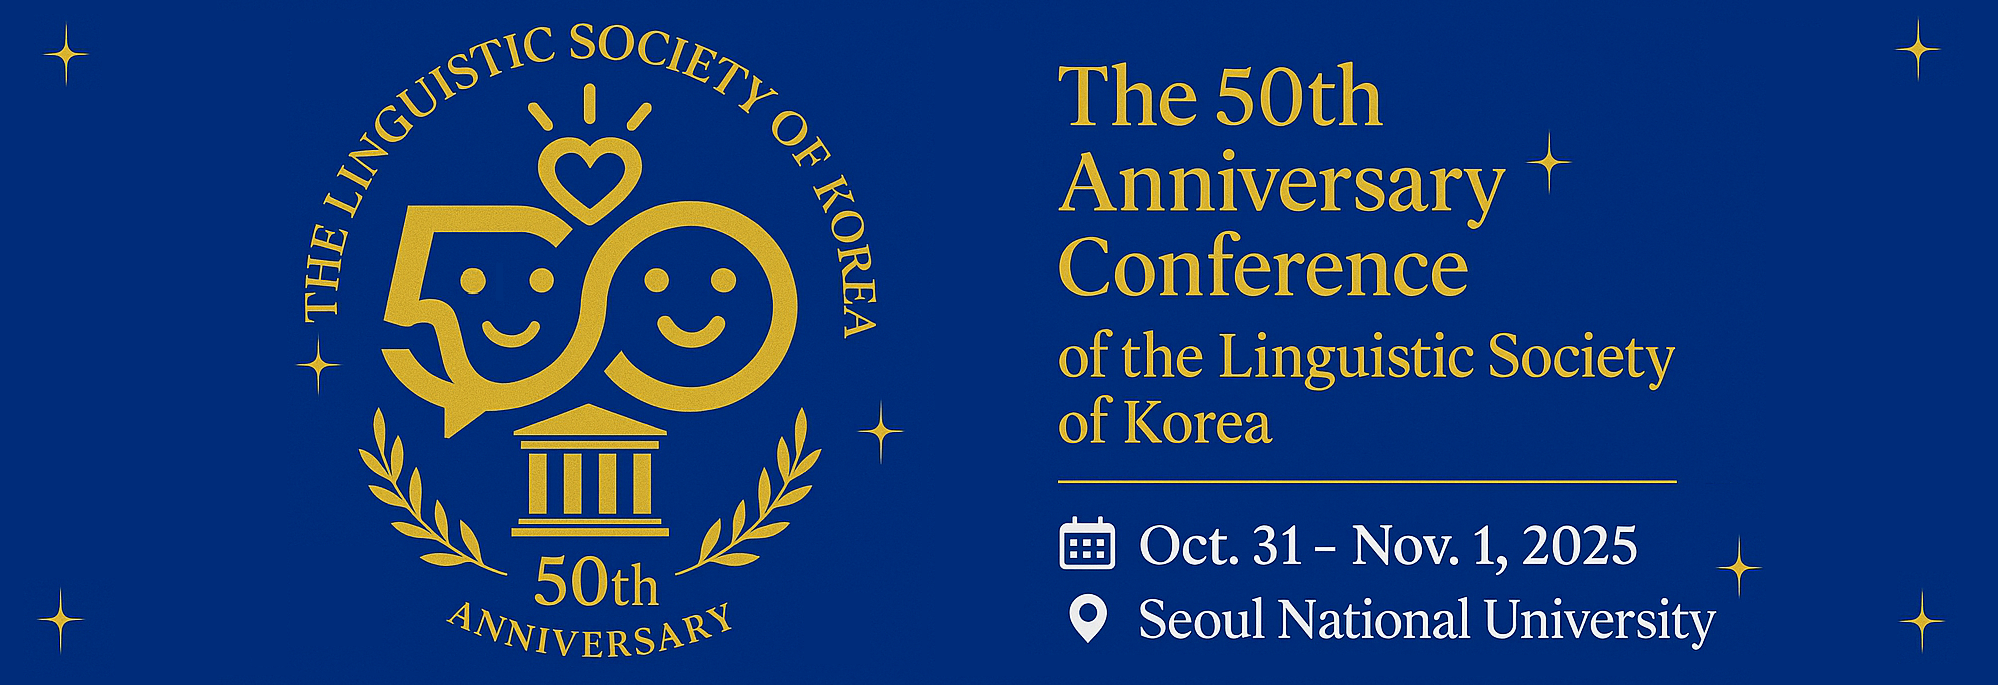 THE LINGUISTIC SOCIETY OF KOREA
50
50th
ANNIVERSARY
The 50th
Anniversary
Conference
of the Linguistic Society
of Korea
Oct. 31 – Nov. 1, 2025
Seoul National University